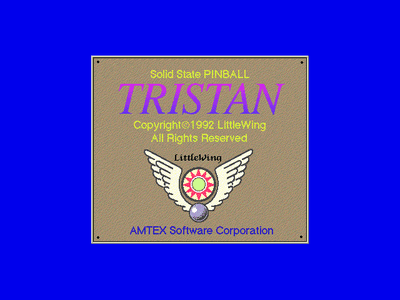 Solid State PINBALL
TRISTAN
Copyright©1992 LittleWing
All Rights Reserved
LittleWing
AMTEX Software Corporation